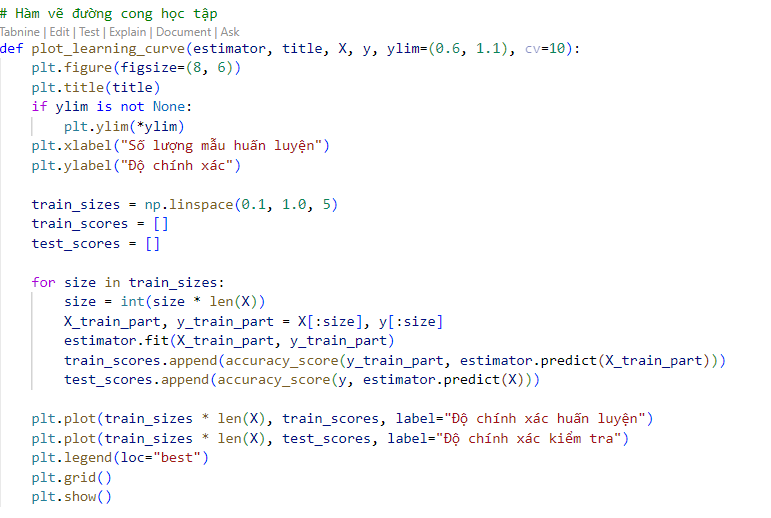 # Hàm vẽ đường cong học tập
Tabnine | Edit | Test | Explain | Document | Ask
def plot_learning_curve(estimator, title, X, y, ylim=(0.6, 1.1), cv=10):
    plt.figure(figsize=(8, 6))
    plt.title(title)
    if ylim is not None:
        plt.ylim(*ylim)
    plt.xlabel("Số lượng mẫu huấn luyện")
    plt.ylabel("Độ chính xác")
    train_sizes = np.linspace(0.1, 1.0, 5)
    train_scores = []
    test_scores = []
    for size in train_sizes:
        size = int(size * len(X))
        X_train_part, y_train_part = X[:size], y[:size]
        estimator.fit(X_train_part, y_train_part)
        train_scores.append(accuracy_score(y_train_part, estimator.predict(X_train_part)))
        test_scores.append(accuracy_score(y, estimator.predict(X)))
    plt.plot(train_sizes * len(X), train_scores, label="Độ chính xác huấn luyện")
    plt.plot(train_sizes * len(X), test_scores, label="Độ chính xác kiểm tra")
    plt.legend(loc="best")
    plt.grid()
    plt.show()